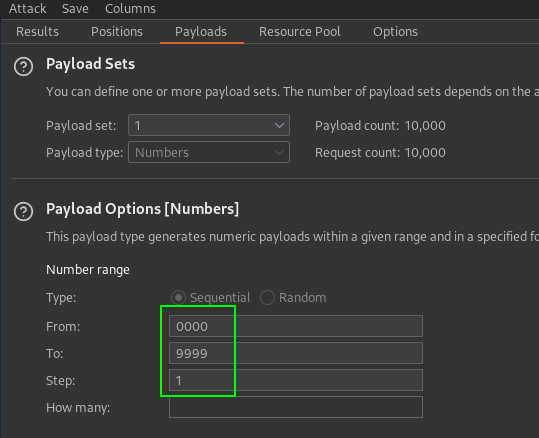 Attack Save Columns
Results Positions Payloads Resource Pool Options
? Payload Sets
You can define one or more payload sets. The number of payload sets depends on the a
Payload set: 1 Payload count: 10,000
Payload type: Numbers Request count: 10,000
? Payload Options [Numbers]
This payload type generates numeric payloads within a given range and in a specified fo
Number range
Type: Sequential Random
From: 0000
To: 9999
Step: 1
How many: